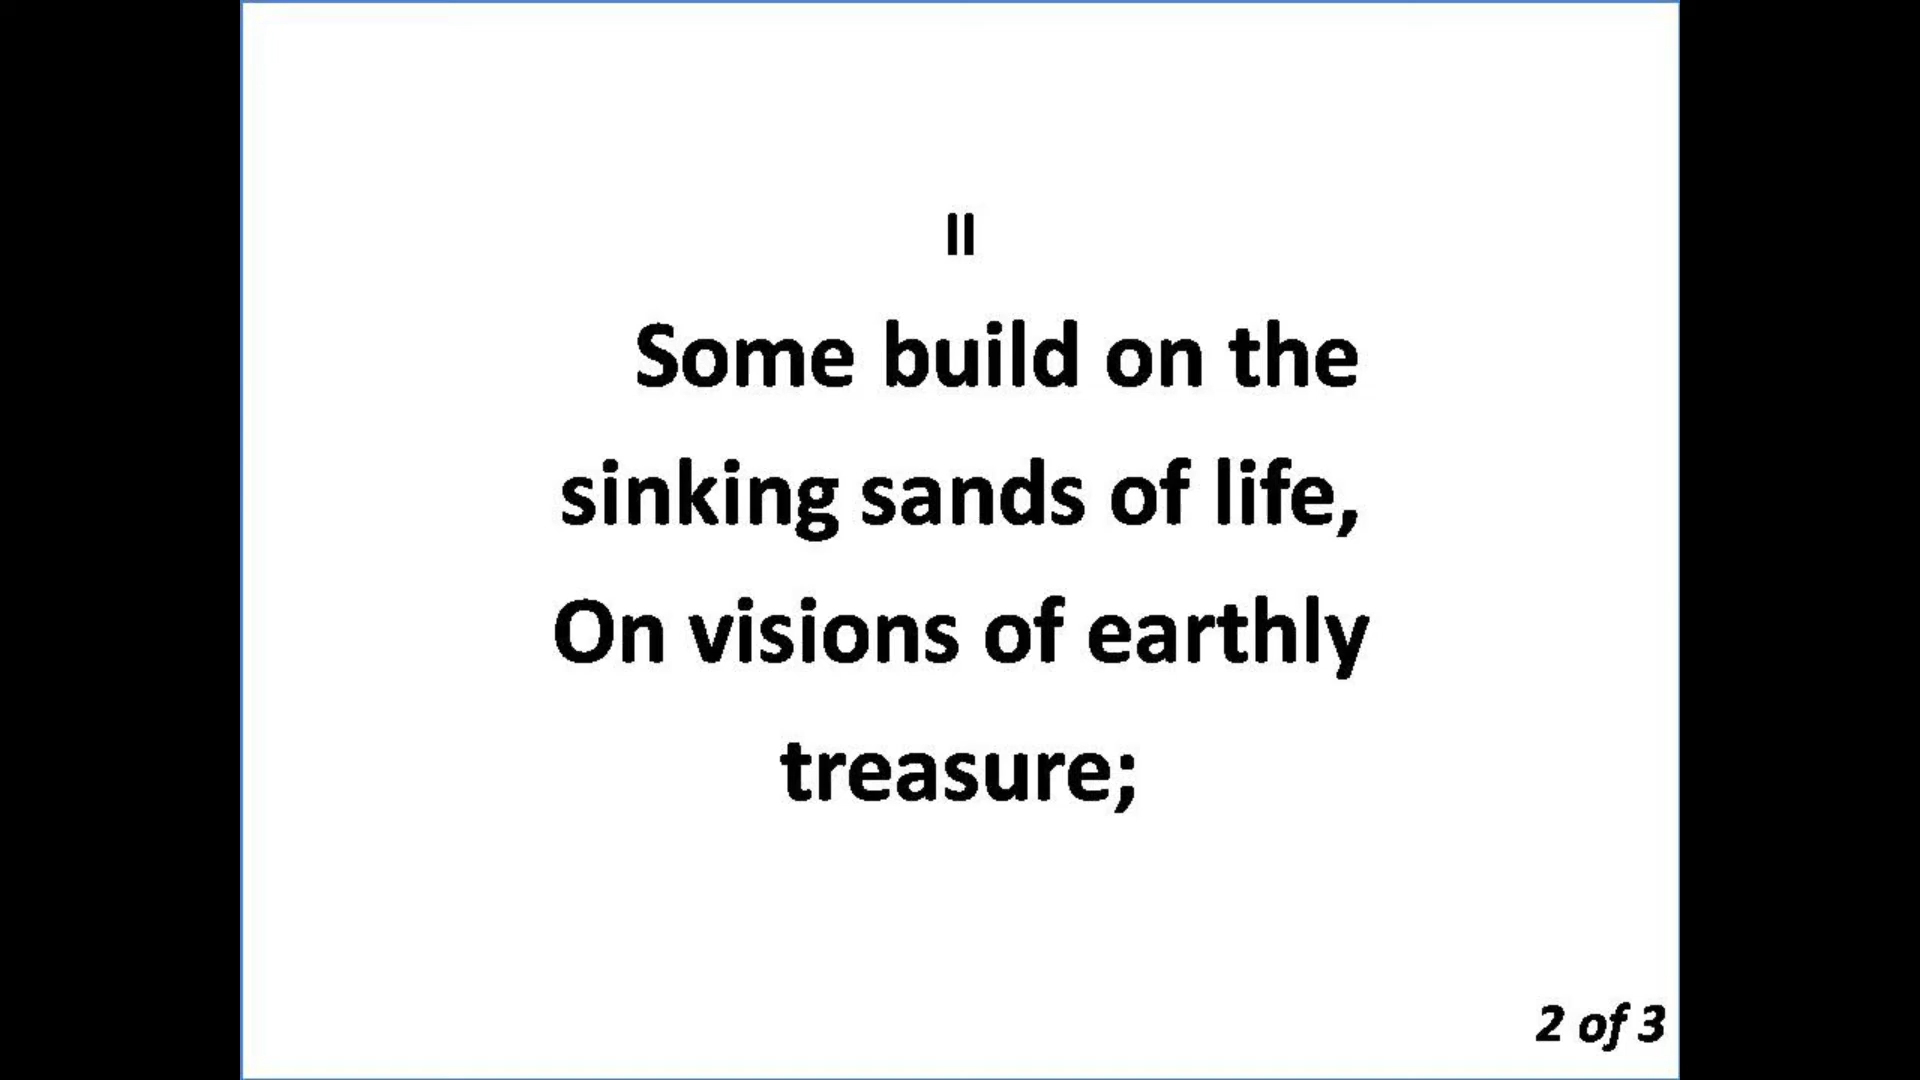 II
Some build on the
sinking sands of life,
On visions of earthly
treasure;
2 of 3